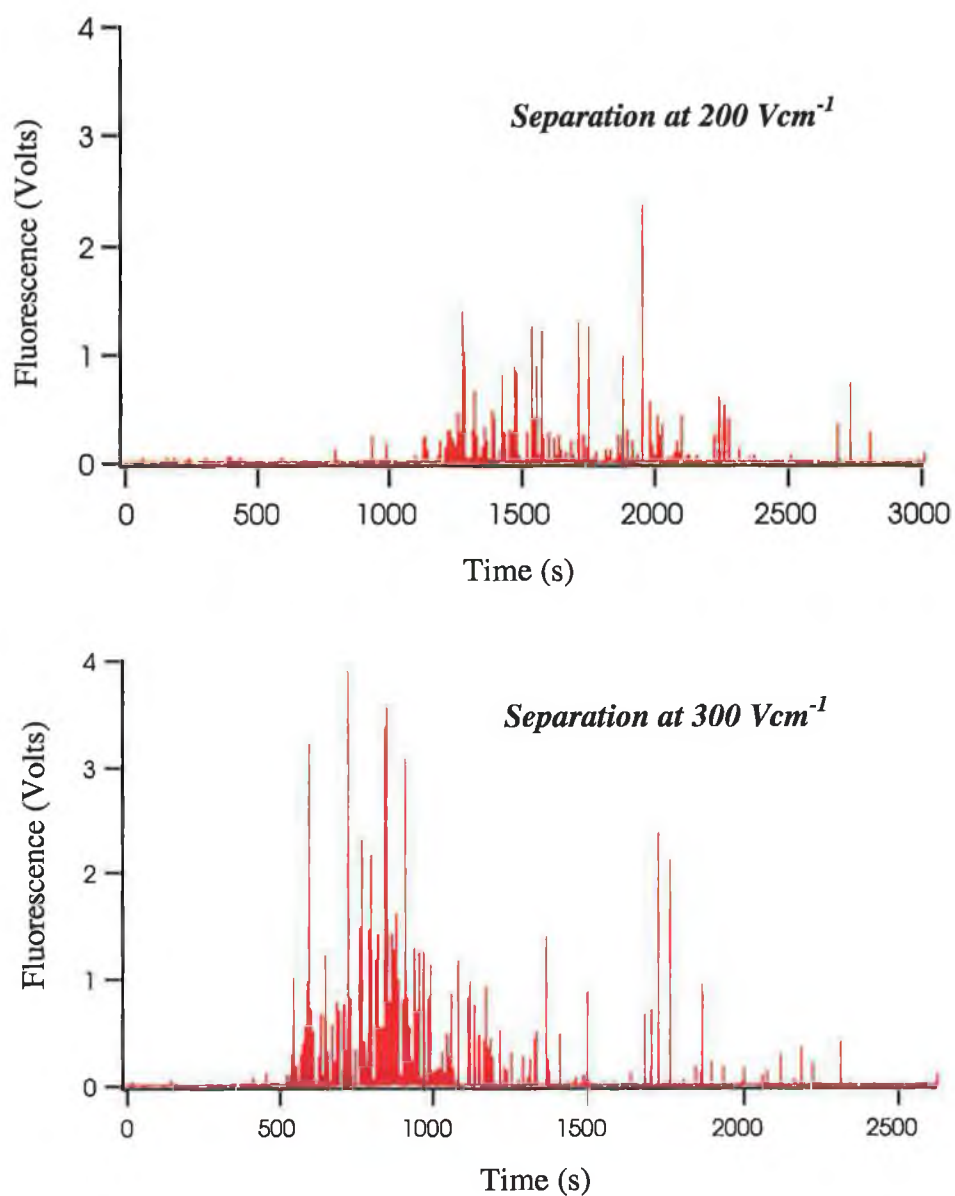 4
3
2
1
0
Fluorescence (Volts)
Separation at 200 Vcm-1
0 500 1000 1500 2000 2500 3000
Time (s)
4
3
2
1
0
Fluorescence (Volts)
Separation at 300 Vcm-1
0 500 1000 1500 2000 2500
Time (s)